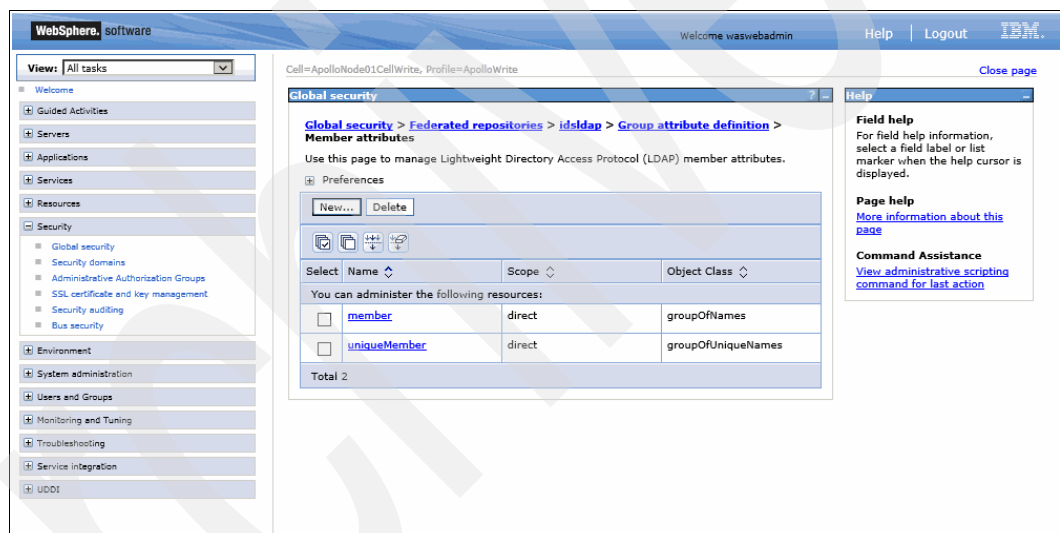 WebSphere. software
Welcome waswebadmin
Help | Logout
IBM.
View: All tasks
Welcome
Guided Activities
Servers
Applications
Services
Resources
Security
Global security
Security domains
Administrative Authorization Groups
SSL certificate and key management
Security auditing
Bus security
Environment
System administration
Users and Groups
Monitoring and Tuning
Troubleshooting
Service integration
UDDI
Cell=ApolloNode01CellWrite, Profile=ApolloWrite
Close page
Global security ? –
Global security > Federated repositories > idsldap > Group attribute definition >
Member attributes
Use this page to manage Lightweight Directory Access Protocol (LDAP) member attributes.
Preferences
New... Delete
Select Name Scope Object Class
You can administer the following resources:
member direct groupOfNames
uniqueMember direct groupOfUniqueNames
Total 2
Help –
Field help
For field help information,
select a field label or list
marker when the help cursor is
displayed.
Page help
More information about this
page
Command Assistance
View administrative scripting
command for last action